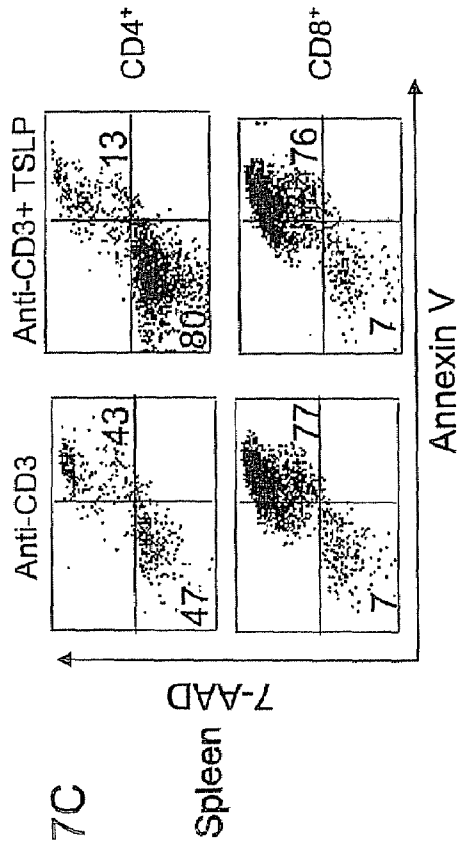 7C
Anti-CD3
Anti-CD3+ TSLP
Spleen
7-AAD
43
47
13
80
CD4⁺
77
7
76
7
CD8⁺
Annexin V